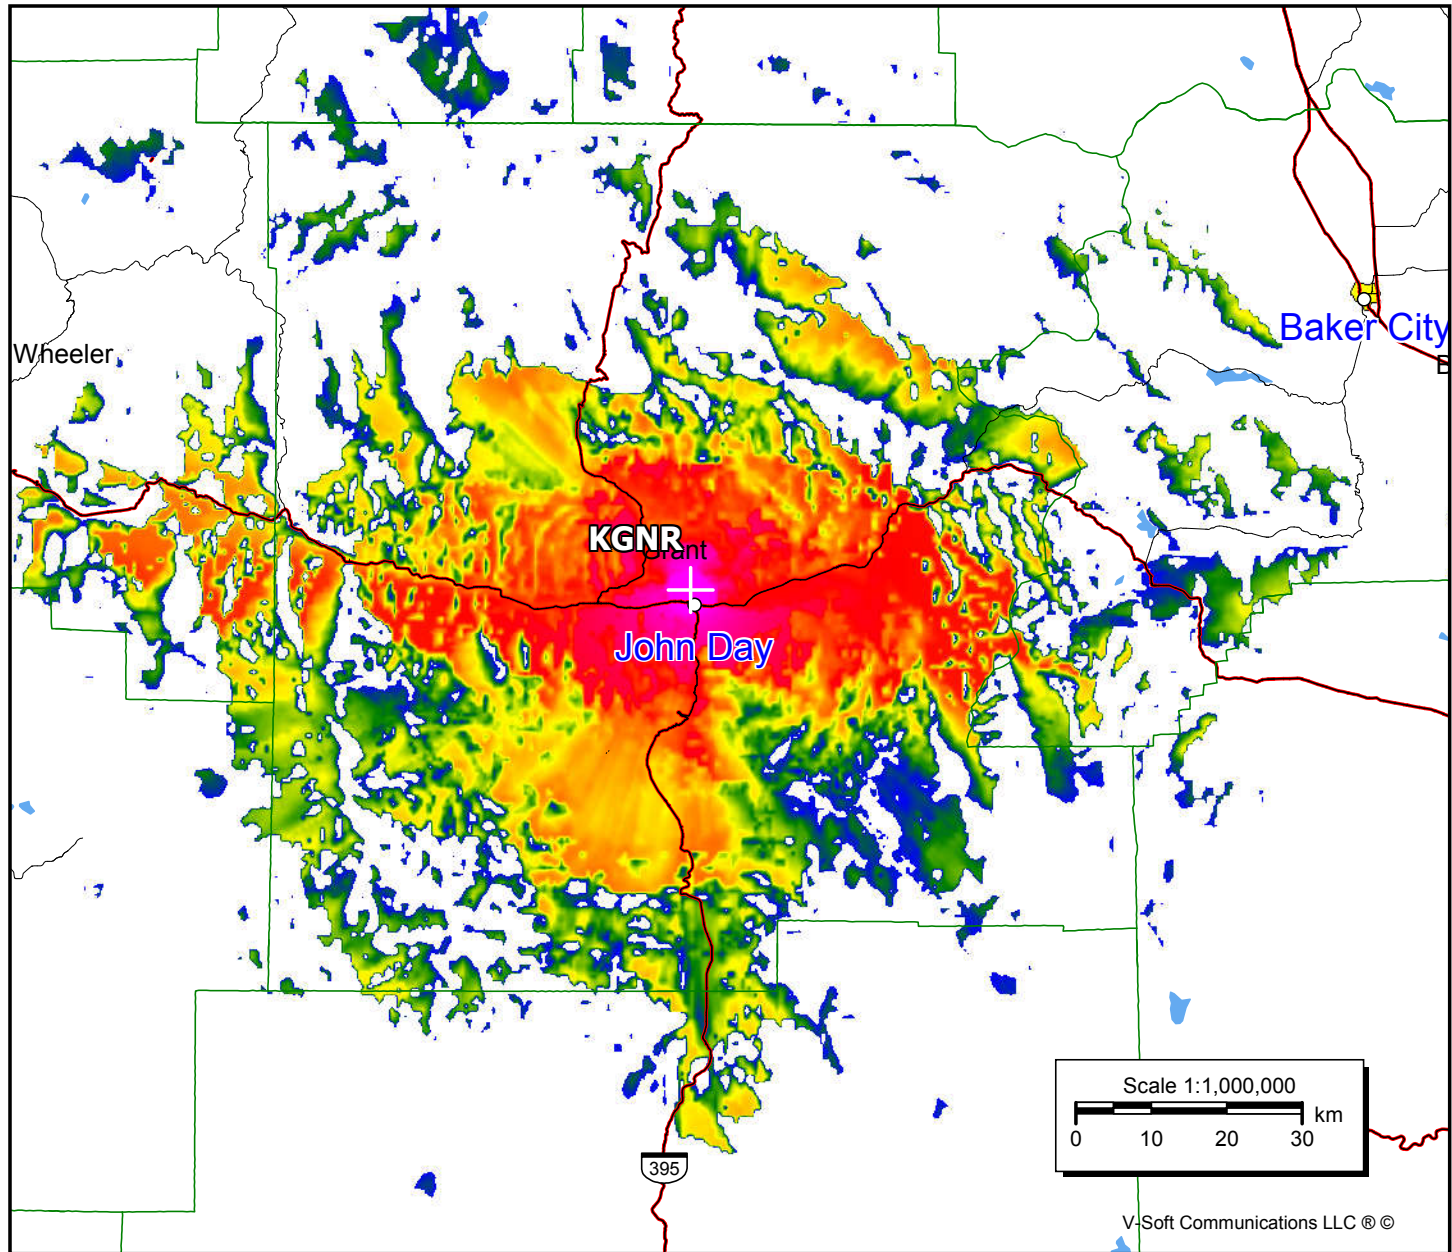 Baker City
Wheeler
KGNR
John Day
Scale 1:1,000,000
km
0 10 20 30
395
V-Soft Communications LLC ® ©